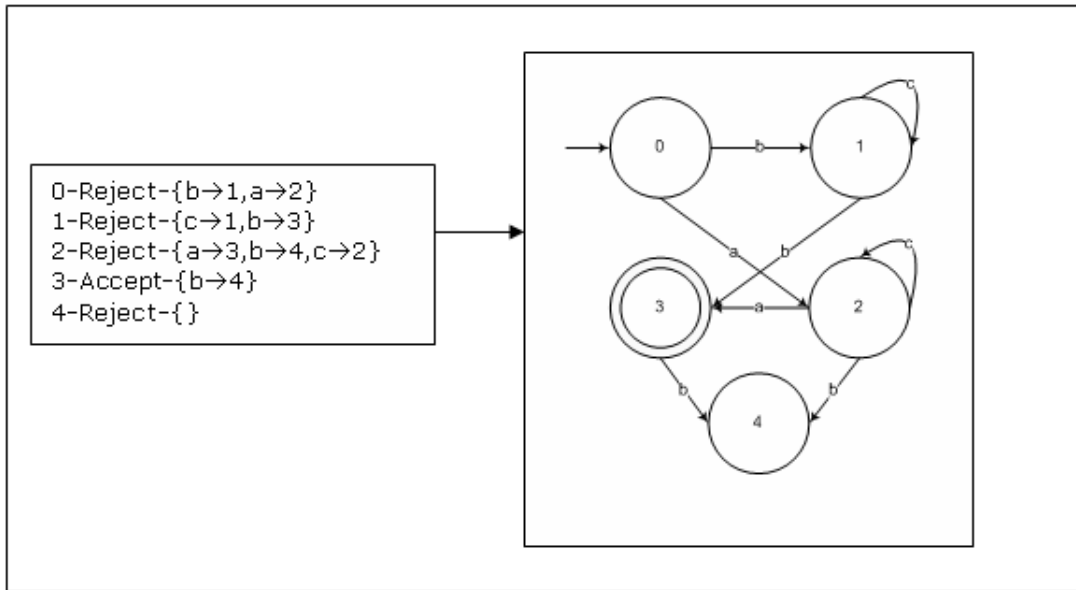 0-Reject-{b→1,a→2}
1-Reject-{c→1,b→3}
2-Reject-{a→3,b→4,c→2}
3-Accept-{b→4}
4-Reject-{}
c
0
b
1
a
b
c
3
a
2
b
b
4